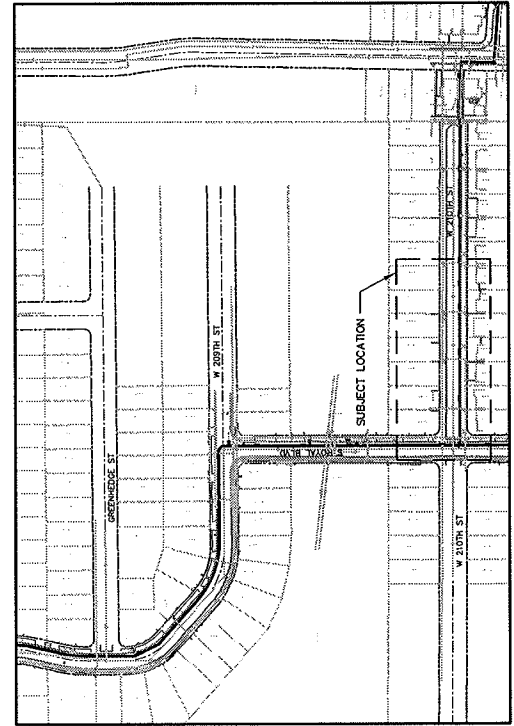 W 210TH ST
SUBJECT LOCATION
W 209TH ST
GREENHEDGE ST
S ROYAL BLVD
W 210TH ST